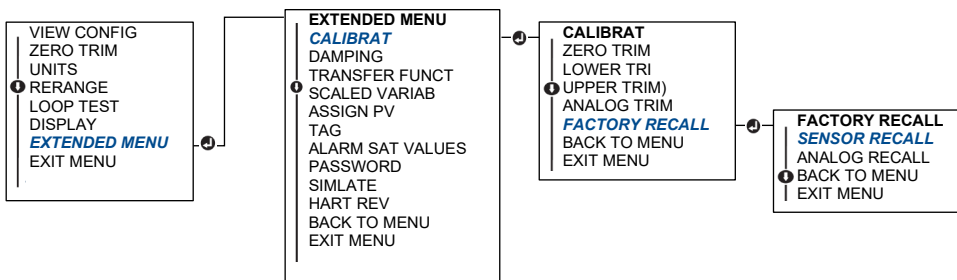 VIEW CONFIG
ZERO TRIM
UNITS
RERANGE
LOOP TEST
DISPLAY
EXTENDED MENU
EXIT MENU
EXTENDED MENU
CALIBRAT
DAMPING
TRANSFER FUNCT
SCALED VARIAB
ASSIGN PV
TAG
ALARM SAT VALUES
PASSWORD
SIMLATE
HART REV
BACK TO MENU
EXIT MENU
CALIBRAT
ZERO TRIM
LOWER TRI
UPPER TRIM)
ANALOG TRIM
FACTORY RECALL
BACK TO MENU
EXIT MENU
FACTORY RECALL
SENSOR RECALL
ANALOG RECALL
BACK TO MENU
EXIT MENU